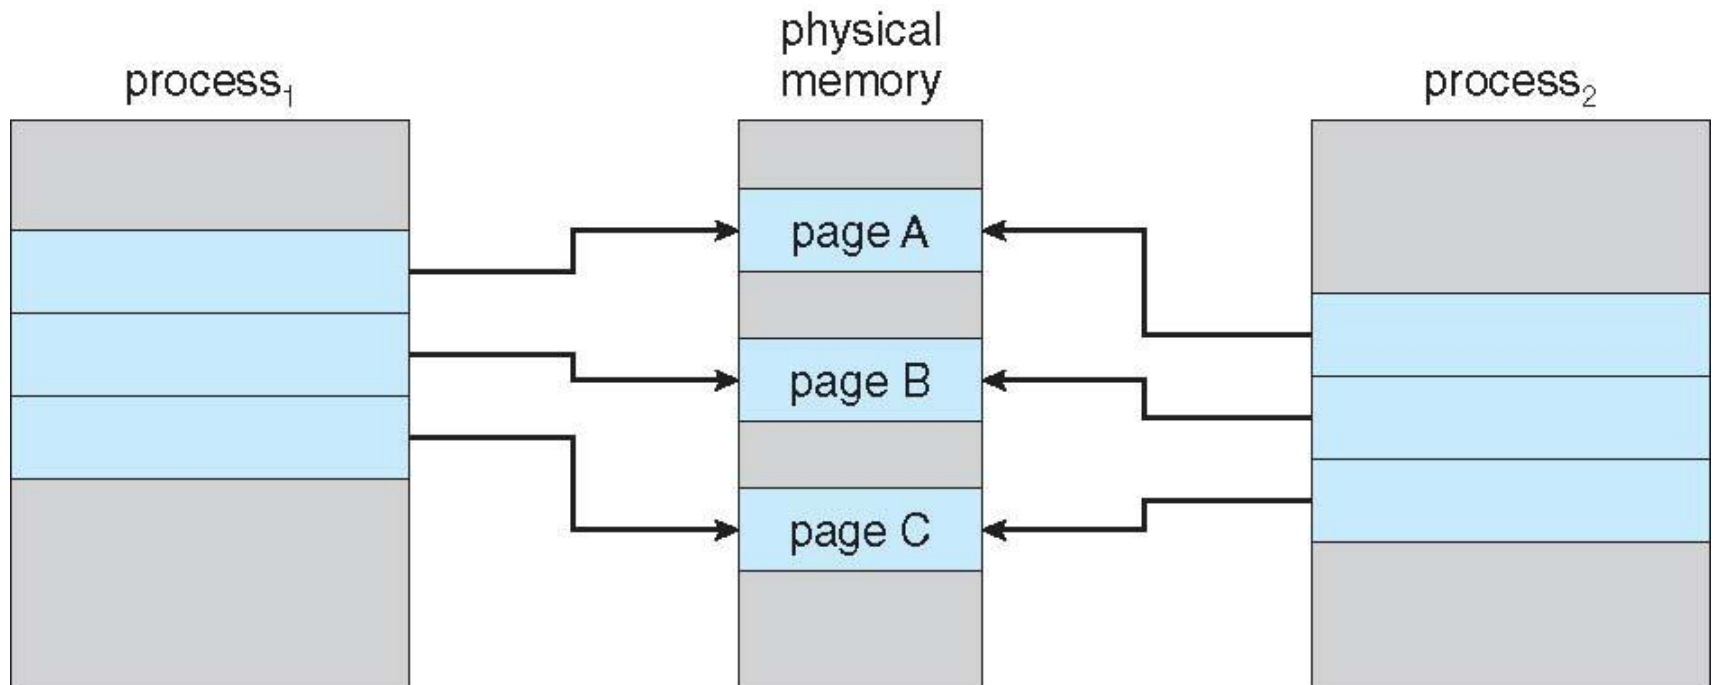 process₁
physical
memory
process₂
page A
page B
page C